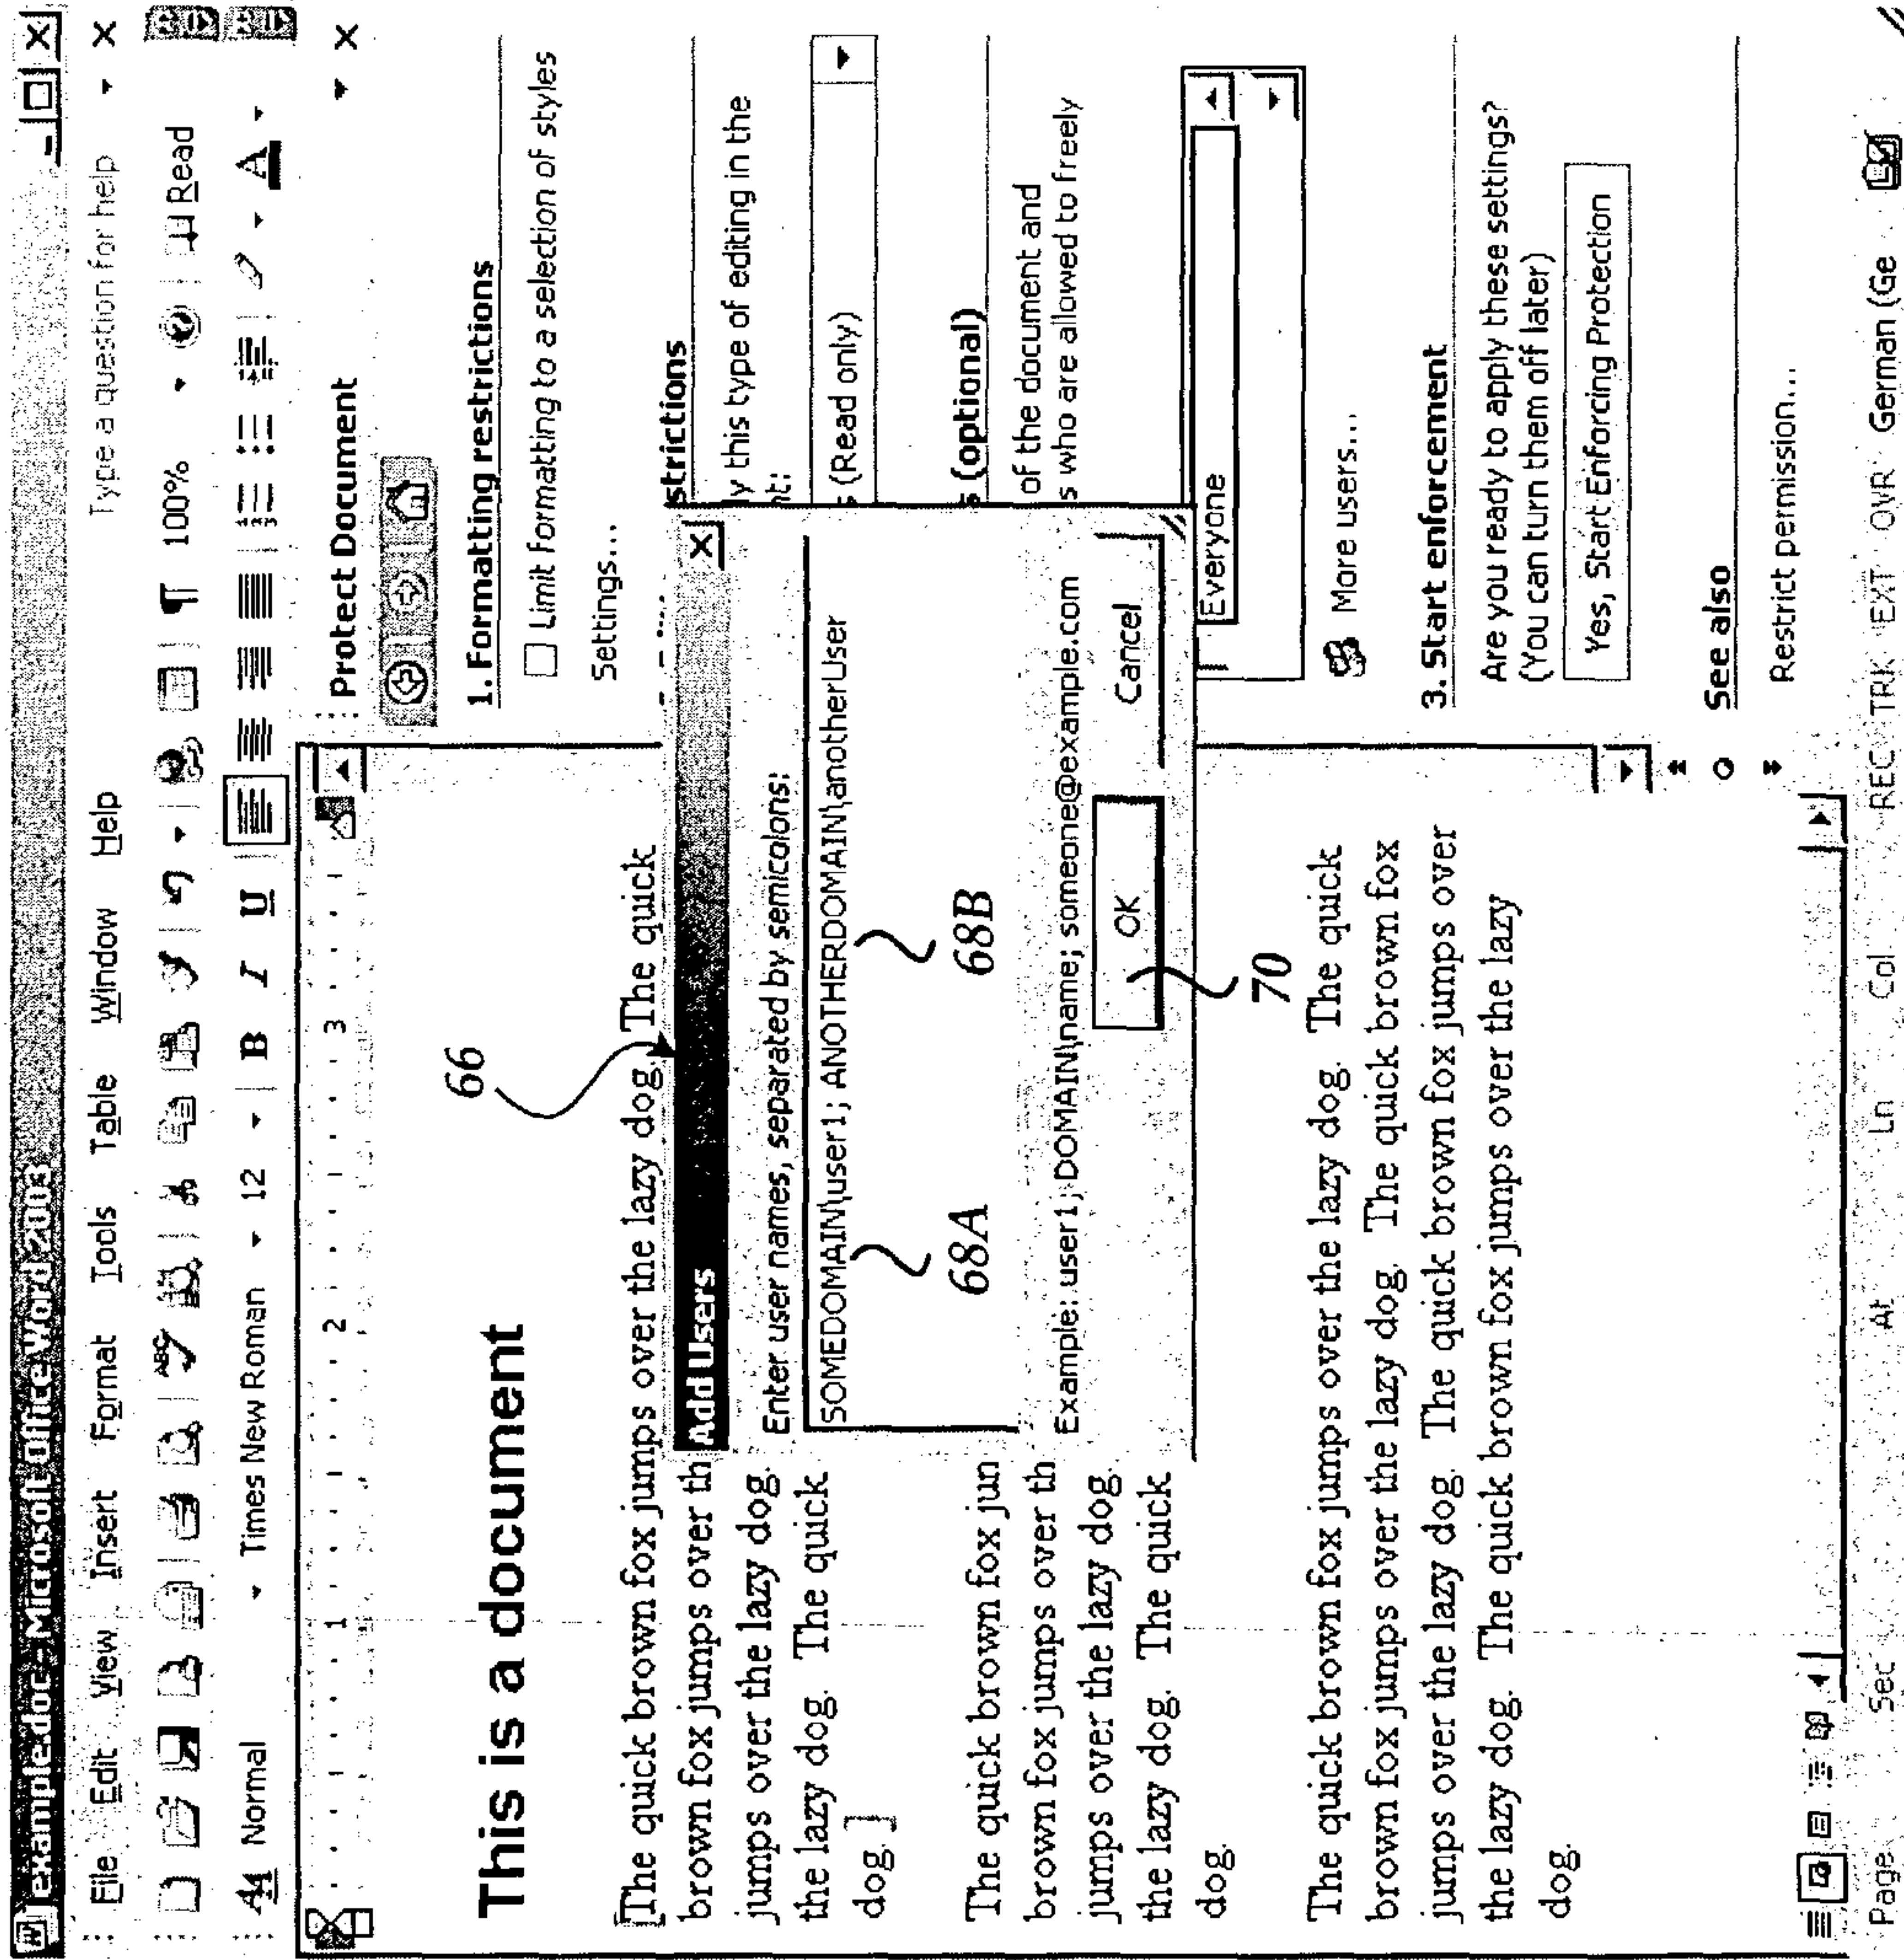 example.doc - Microsoft Office Word 2003
File Edit View Insert Format Tools Table Window Help Type a question for help
100% Read
Normal Times New Roman 12 B I U
1 2 3
Protect Document
1. Formatting restrictions
Limit formatting to a selection of styles
Settings...
strictions
y this type of editing in the
nt:
s (Read only)
s (optional)
of the document and
s who are allowed to freely
Everyone
More users...
3. Start enforcement
Are you ready to apply these settings?
(You can turn them off later)
Yes, Start Enforcing Protection
See also
Restrict permission...
This is a document
66
[The quick brown fox jumps over the lazy dog. The quick
brown fox jumps over th
jumps over the lazy dog.
the lazy dog. The quick
dog. ]
The quick brown fox jun
brown fox jumps over th
jumps over the lazy dog.
the lazy dog. The quick
dog.
Add Users
Enter user names, separated by semicolons:
SOMEDOMAIN\user1; ANOTHERDOMAIN\anotherUser
68A 68B
Example: user1; DOMAIN\name; someone@example.com
OK Cancel
70
The quick brown fox jumps over the lazy dog. The quick
brown fox jumps over the lazy dog. The quick brown fox
jumps over the lazy dog. The quick brown fox jumps over
the lazy dog. The quick brown fox jumps over the lazy
dog.
Page Sec At Ln Col REC TRK EXT OVR German (Ge